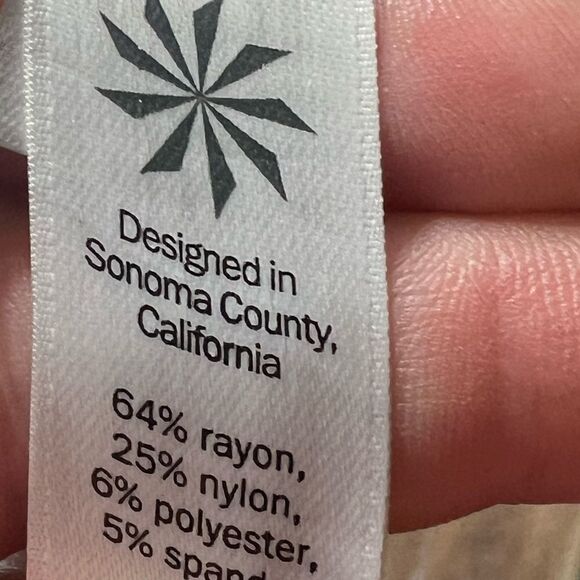 Designed in
Sonoma County,
California
64% rayon,
25% nylon,
6% polyester,
5%